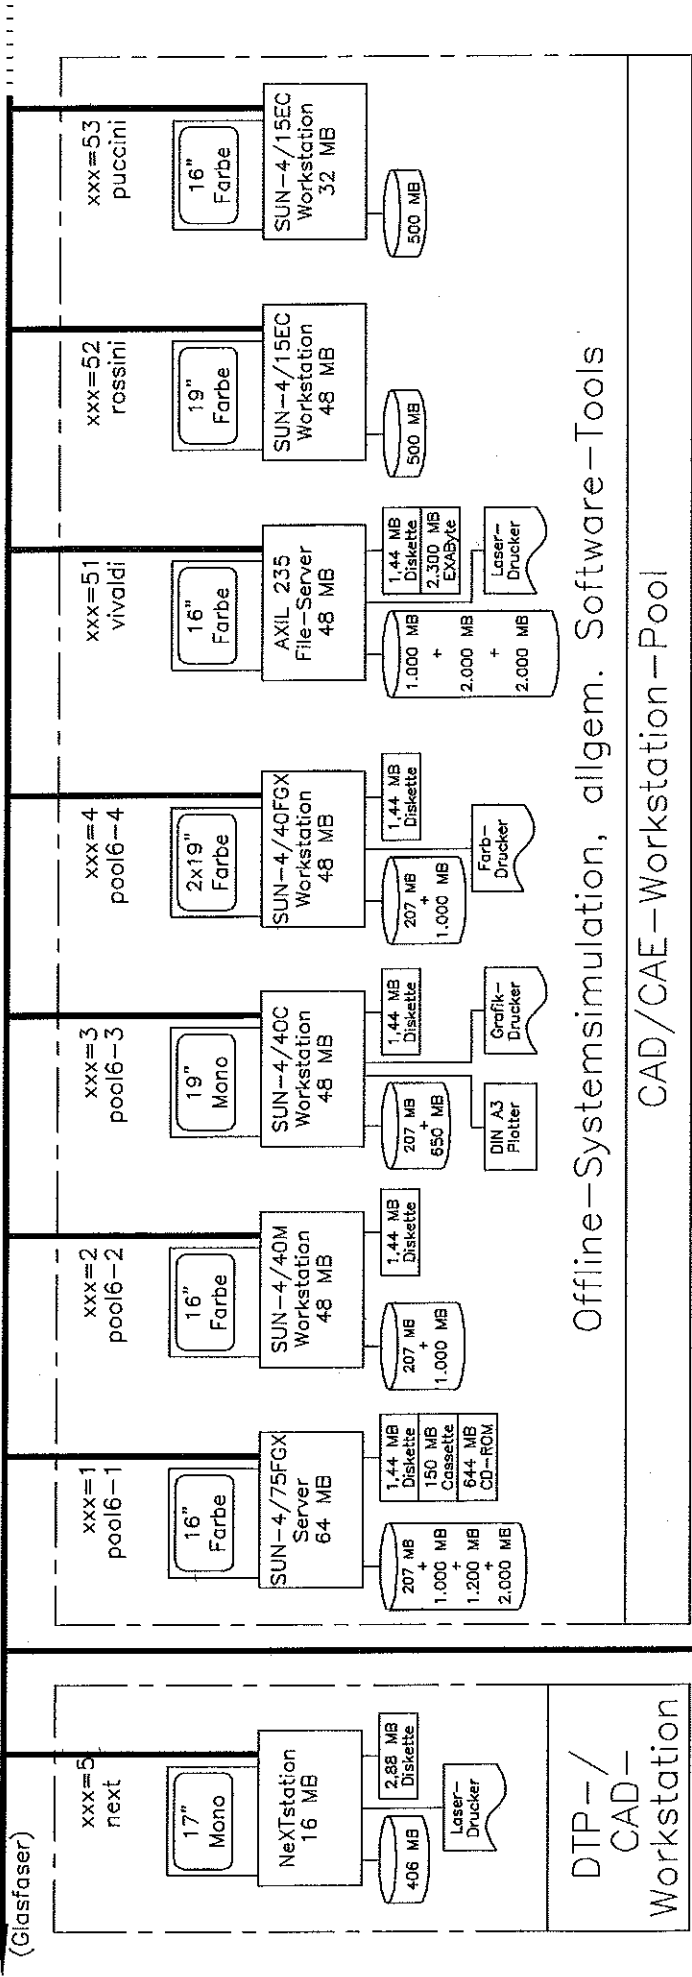 (Glasfaser)
xxx=5
next
17"
Mono
NeXTstation
16 MB
406 MB
2,88 MB
Diskette
Laser-
Drucker
DTP-/
CAD-
Workstation
xxx=1
pool6-1
16"
Farbe
SUN-4/75FGX
Server
64 MB
207 MB
+
1.000 MB
+
1.200 MB
+
2.000 MB
1,44 MB
Diskette
150 MB
Cassette
644 MB
CD-ROM
xxx=2
pool6-2
16"
Farbe
SUN-4/40M
Workstation
48 MB
207 MB
+
1.000 MB
1,44 MB
Diskette
xxx=3
pool6-3
19"
Mono
SUN-4/40C
Workstation
48 MB
207 MB
+
650 MB
1,44 MB
Diskette
DIN A3
Plotter
Grafik-
Drucker
xxx=4
pool6-4
2x19"
Farbe
SUN-4/40FGX
Workstation
48 MB
207 MB
+
1.000 MB
1,44 MB
Diskette
Farb-
Drucker
xxx=51
vivaldi
16"
Farbe
AXIL 235
File-Server
48 MB
1.000 MB
+
2.000 MB
+
2.000 MB
1,44 MB
Diskette
2.300 MB
EXAByte
Laser-
Drucker
xxx=52
rossini
19"
Farbe
SUN-4/15EC
Workstation
48 MB
500 MB
xxx=53
puccini
16"
Farbe
SUN-4/15EC
Workstation
32 MB
500 MB
Offline-Systemsimulation, allgem. Software-Tools
CAD/CAE-Workstation-Pool